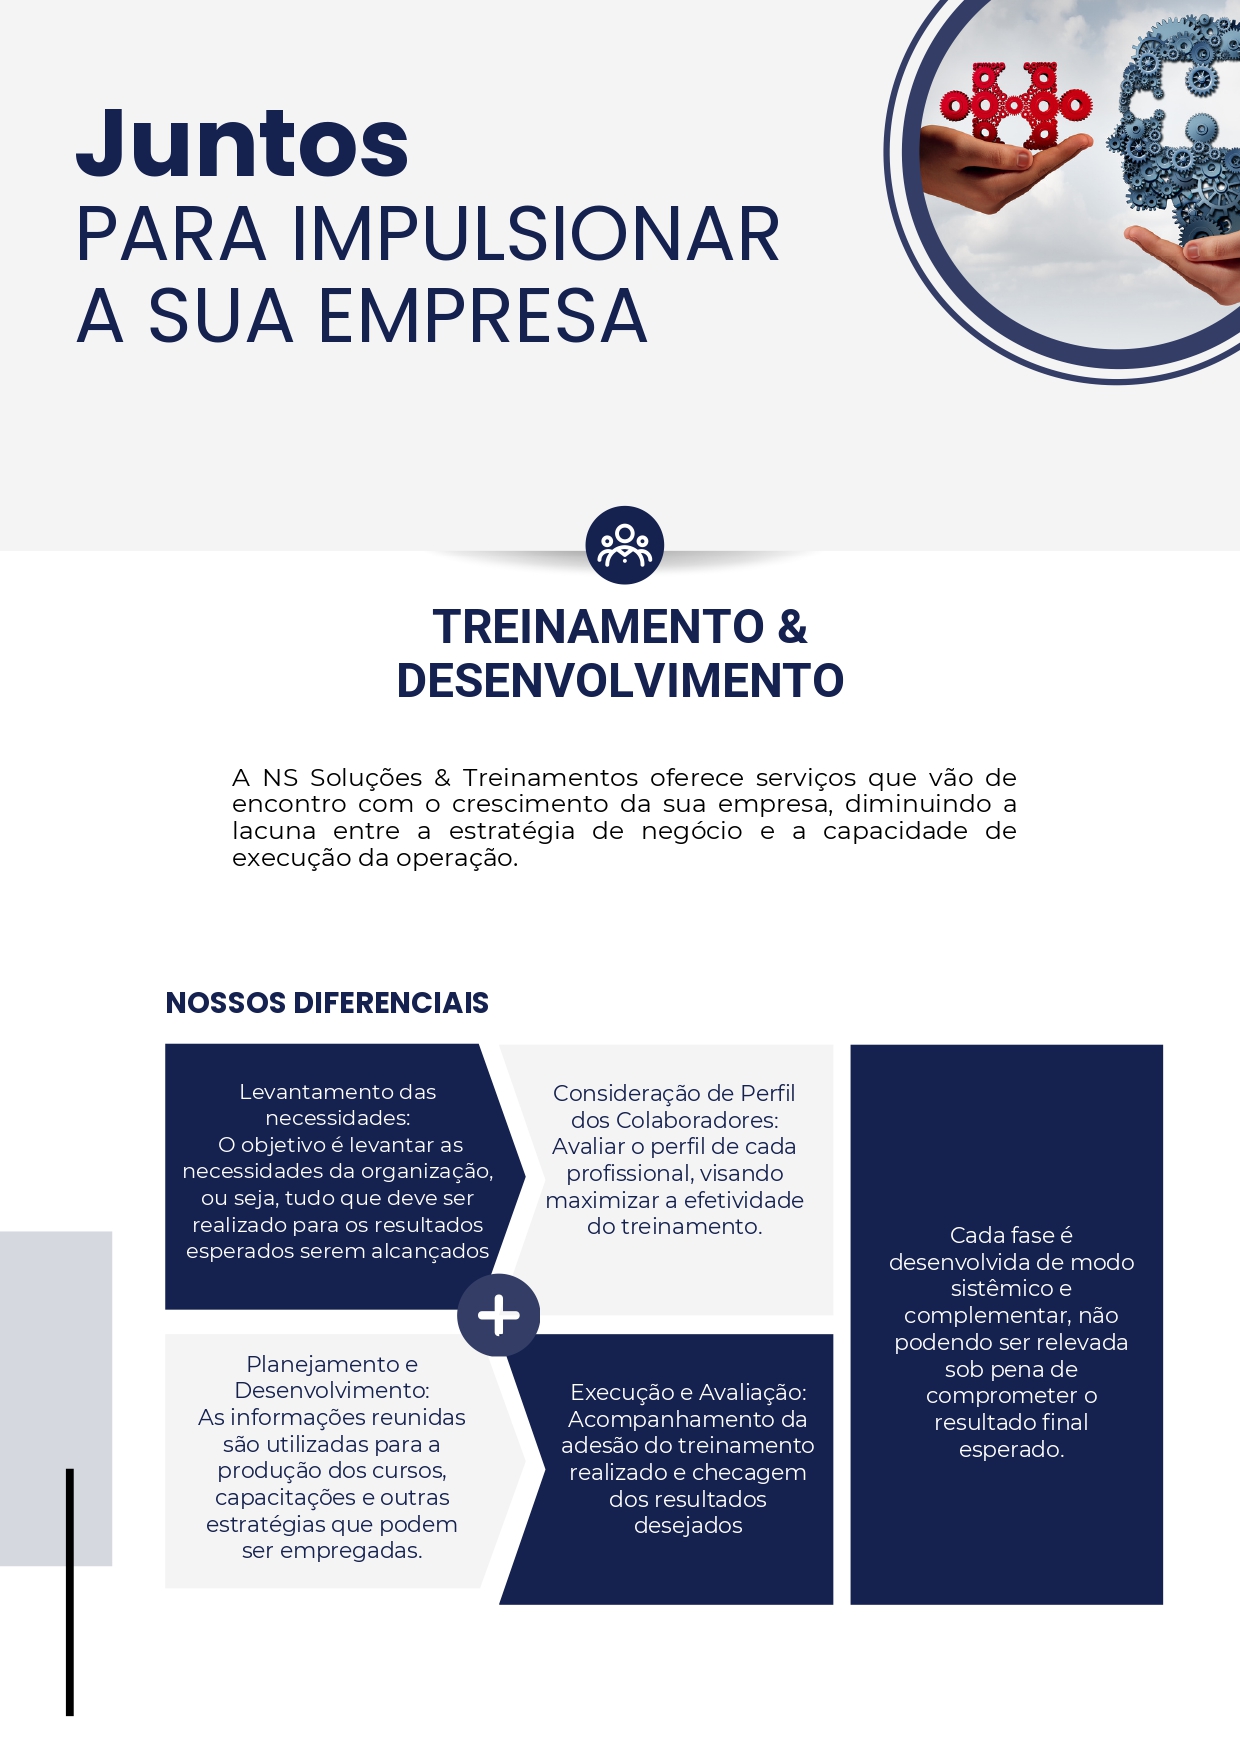 Juntos
PARA IMPULSIONAR
A SUA EMPRESA
TREINAMENTO &
DESENVOLVIMENTO
A NS Soluções & Treinamentos oferece serviços que vão de
encontro com o crescimento da sua empresa, diminuindo a
lacuna entre a estratégia de negócio e a capacidade de
execução da operação.
NOSSOS DIFERENCIAIS
Levantamento das
necessidades:
O objetivo é levantar as
necessidades da organização,
ou seja, tudo que deve ser
realizado para os resultados
esperados serem alcançados
Consideração de Perfil
dos Colaboradores:
Avaliar o perfil de cada
profissional, visando
maximizar a efetividade
do treinamento.
Planejamento e
Desenvolvimento:
As informações reunidas
são utilizadas para a
produção dos cursos,
capacitações e outras
estratégias que podem
ser empregadas.
Execução e Avaliação:
Acompanhamento da
adesão do treinamento
realizado e checagem
dos resultados
desejados
Cada fase é
desenvolvida de modo
sistêmico e
complementar, não
podendo ser relevada
sob pena de
comprometer o
resultado final
esperado.